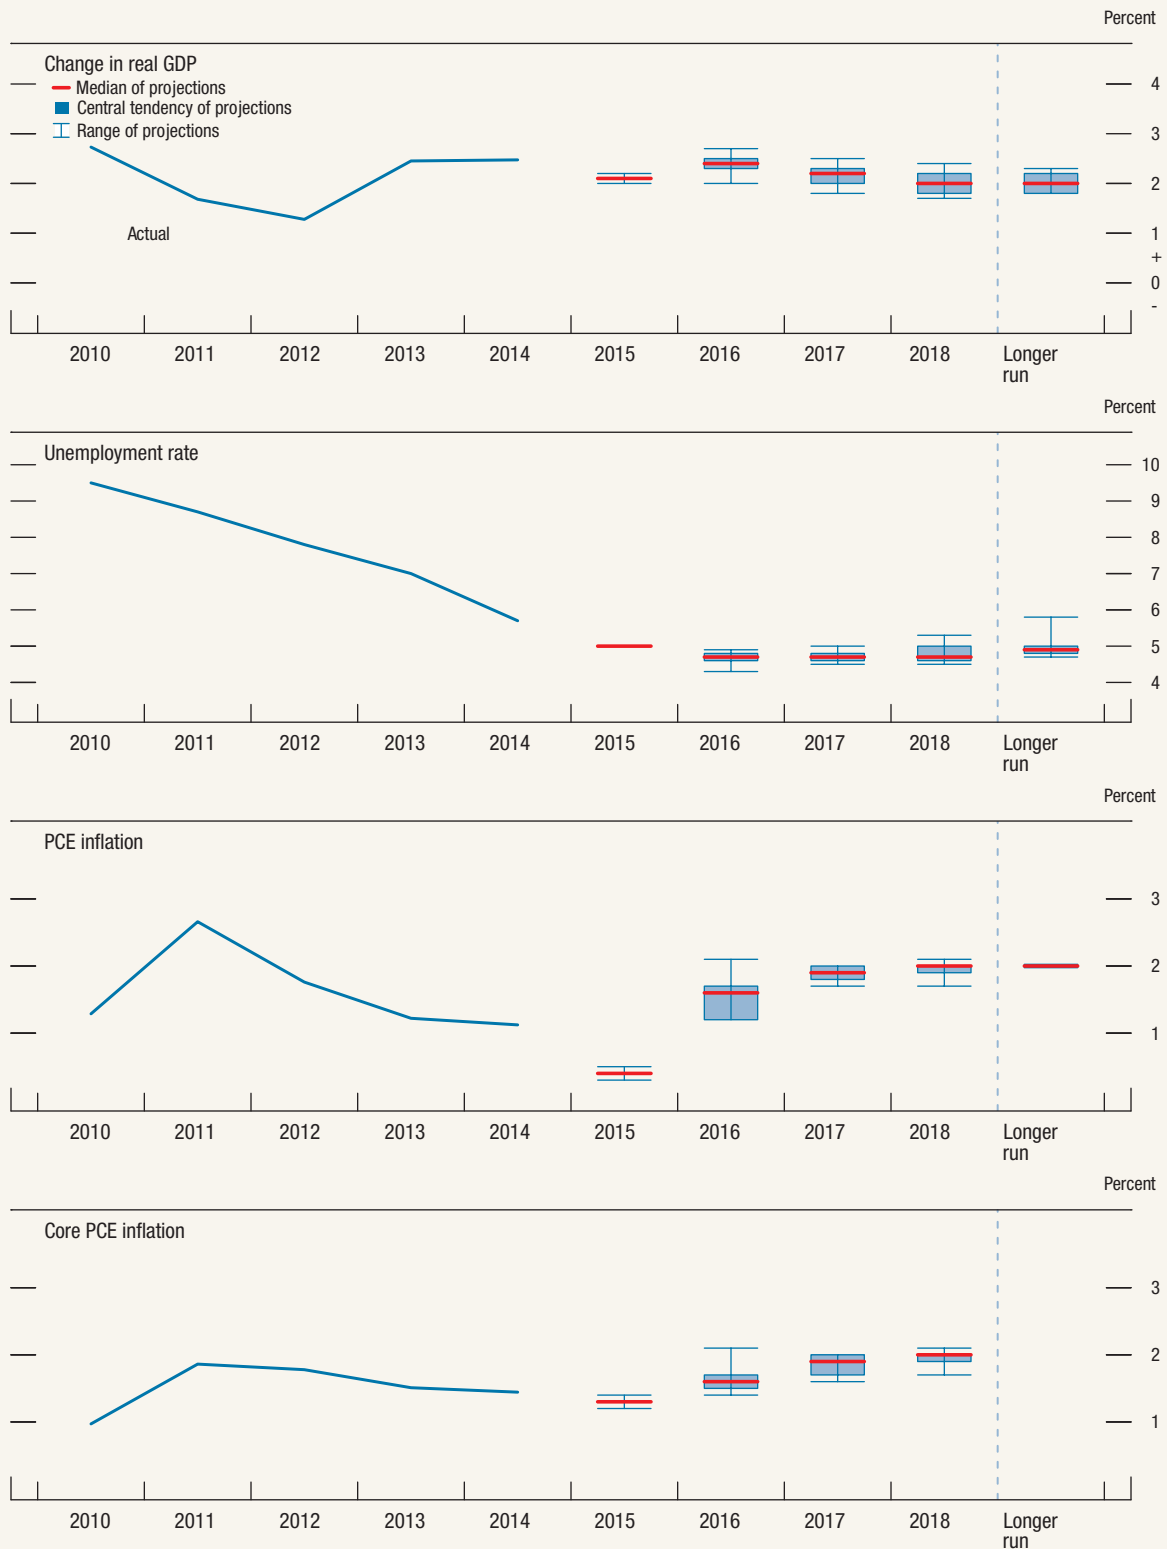 Percent
Change in real GDP
Median of projections
Central tendency of projections
Range of projections
Actual
4
3
2
1
+
0
-
2010 2011 2012 2013 2014 2015 2016 2017 2018 Longer
run
Percent
Unemployment rate
10
9
8
7
6
5
4
2010 2011 2012 2013 2014 2015 2016 2017 2018 Longer
run
Percent
PCE inflation
3
2
1
2010 2011 2012 2013 2014 2015 2016 2017 2018 Longer
run
Percent
Core PCE inflation
3
2
1
2010 2011 2012 2013 2014 2015 2016 2017 2018 Longer
run